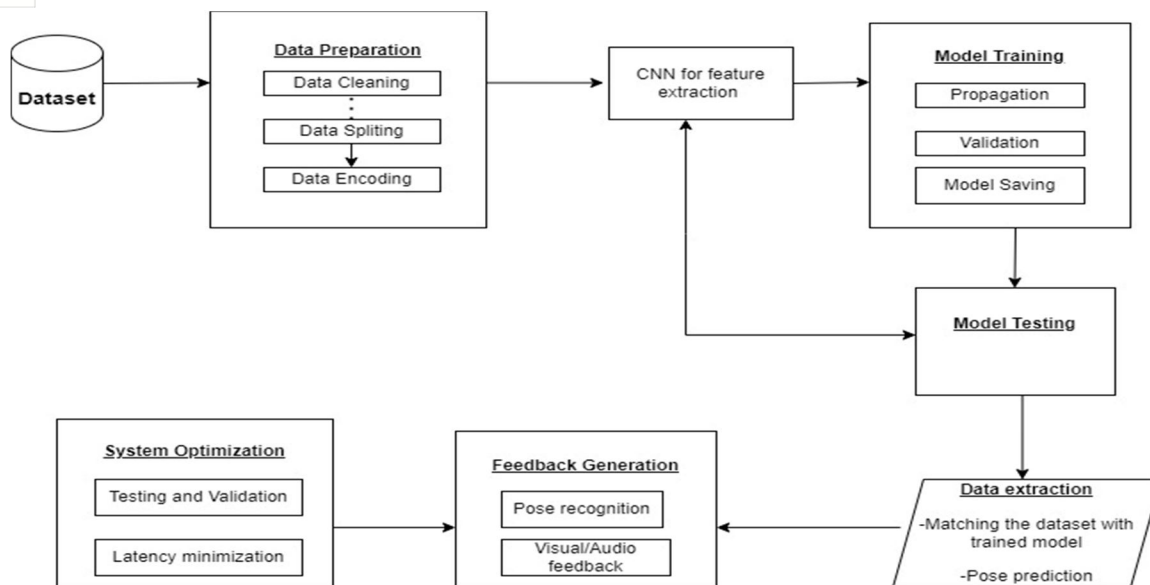 Dataset
Data Preparation
Data Cleaning
Data Spliting
Data Encoding
CNN for feature
extraction
Model Training
Propagation
Validation
Model Saving
Model Testing
System Optimization
Testing and Validation
Latency minimization
Feedback Generation
Pose recognition
Visual/Audio
feedback
Data extraction
-Matching the dataset with
trained model
-Pose prediction